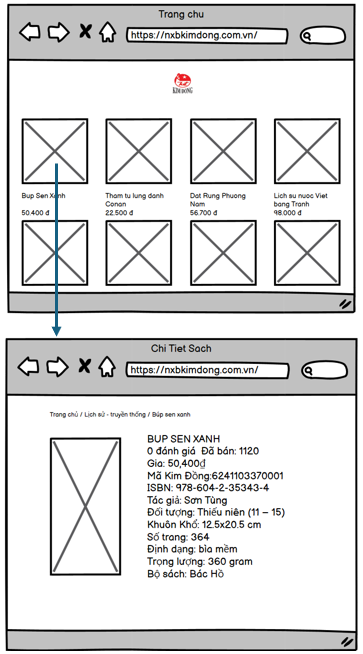 Trang chu
https://nxbkimdong.com.vn/
KIM ĐỒNG
Bup Sen Xanh
50.400 đ
Tham tu lung danh
Conan
22.500 đ
Dat Rung Phuong
Nam
56.700 đ
Lich su nuoc Viet
bang Tranh
98.000 đ
Chi Tiet Sach
https://nxbkimdong.com.vn/
Trang chủ / Lịch sử - truyền thống / Búp sen xanh
BUP SEN XANH
0 đánh giá Đã bán: 1120
Gia: 50,400₫
Mã Kim Đồng:6241103370001
ISBN: 978-604-2-35343-4
Tác giả: Sơn Tùng
Đối tượng: Thiếu niên (11 – 15)
Khuôn Khổ: 12.5x20.5 cm
Số trang: 364
Định dạng: bìa mềm
Trọng lượng: 360 gram
Bộ sách: Bác Hồ